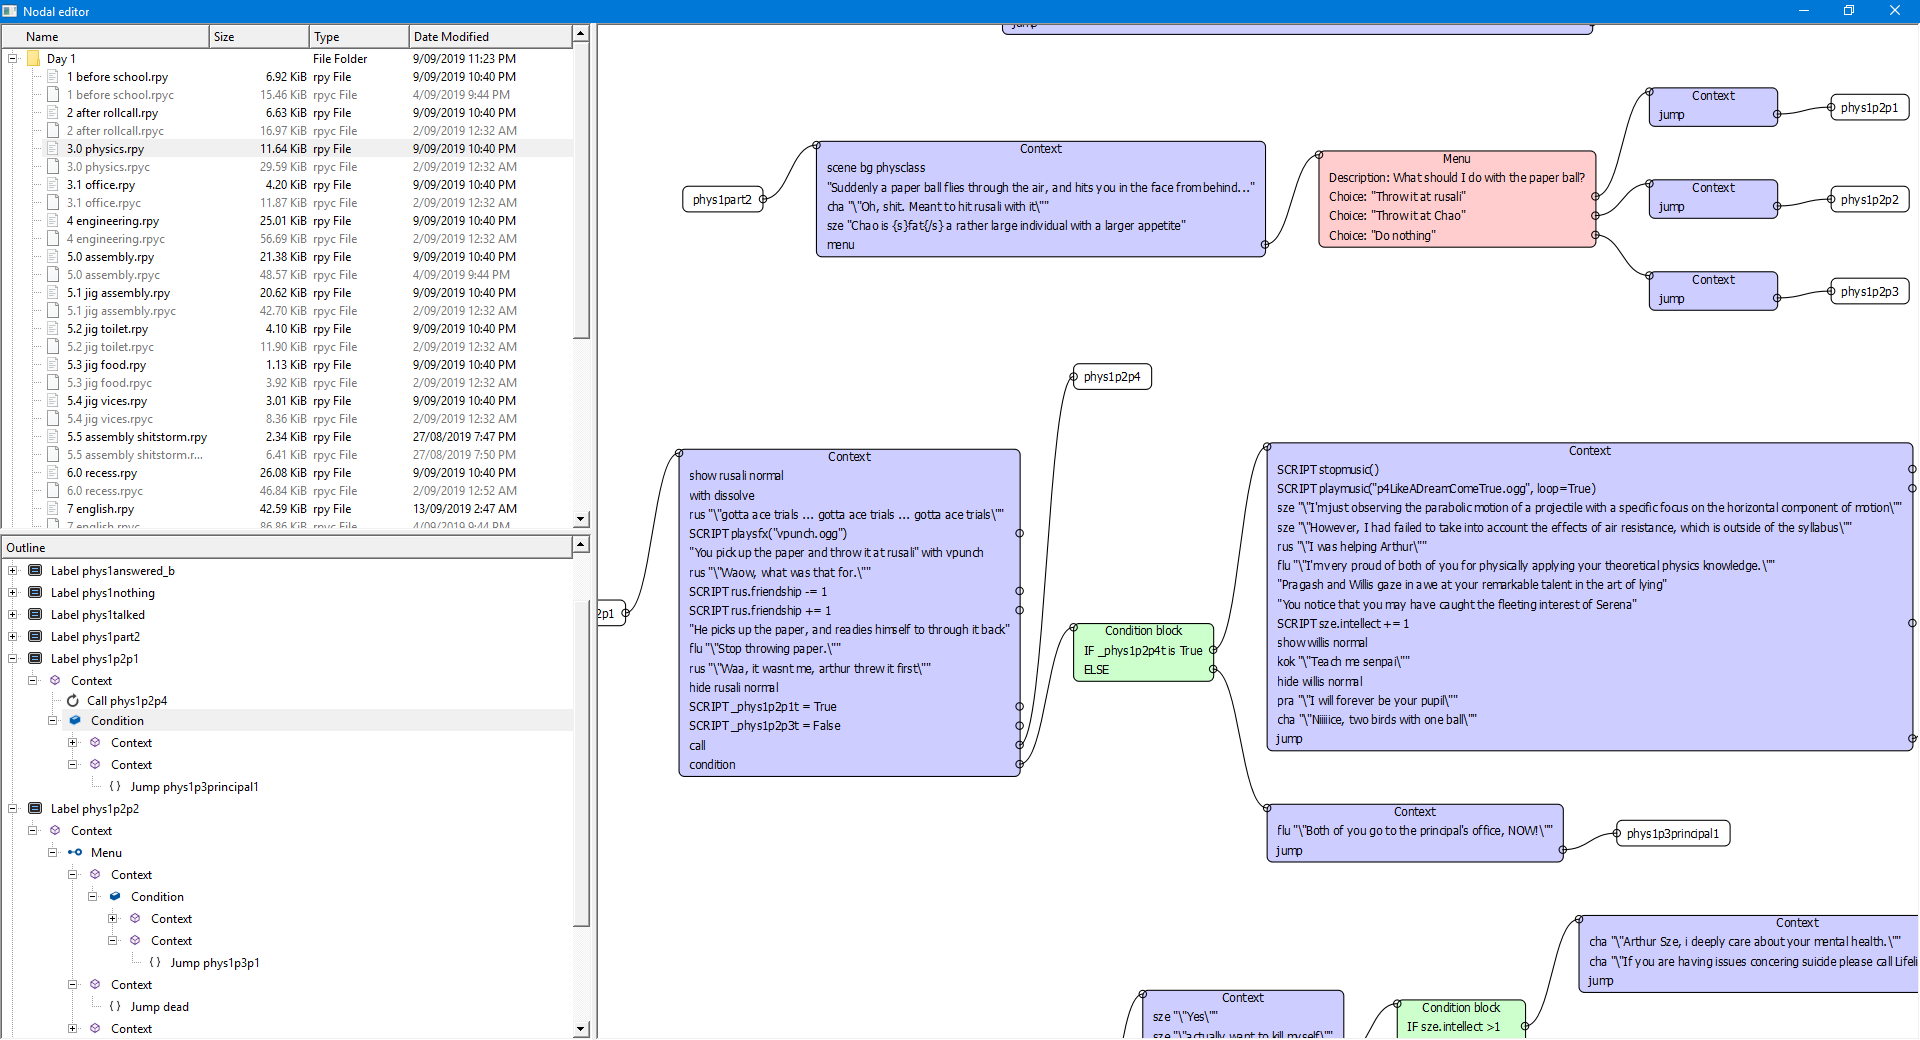 Nodal editor
Name Size Type Date Modified
Day 1 File Folder 9/09/2019 11:23 PM
1 before school.rpy 6.92 KiB rpy File 9/09/2019 10:40 PM
1 before school.rpyc 15.46 KiB rpyc File 4/09/2019 9:44 PM
2 after rollcall.rpy 6.63 KiB rpy File 9/09/2019 10:40 PM
2 after rollcall.rpyc 16.97 KiB rpyc File 2/09/2019 12:32 AM
3.0 physics.rpy 11.64 KiB rpy File 9/09/2019 10:40 PM
3.0 physics.rpyc 29.59 KiB rpyc File 2/09/2019 12:32 AM
3.1 office.rpy 4.20 KiB rpy File 9/09/2019 10:40 PM
3.1 office.rpyc 11.87 KiB rpyc File 2/09/2019 12:32 AM
4 engineering.rpy 25.01 KiB rpy File 9/09/2019 10:40 PM
4 engineering.rpyc 56.69 KiB rpyc File 2/09/2019 12:32 AM
5.0 assembly.rpy 21.38 KiB rpy File 9/09/2019 10:40 PM
5.0 assembly.rpyc 48.57 KiB rpyc File 4/09/2019 9:44 PM
5.1 jig assembly.rpy 20.62 KiB rpy File 9/09/2019 10:40 PM
5.1 jig assembly.rpyc 42.70 KiB rpyc File 2/09/2019 12:32 AM
5.2 jig toilet.rpy 4.10 KiB rpy File 9/09/2019 10:40 PM
5.2 jig toilet.rpyc 11.90 KiB rpyc File 2/09/2019 12:32 AM
5.3 jig food.rpy 1.13 KiB rpy File 9/09/2019 10:40 PM
5.3 jig food.rpyc 3.92 KiB rpyc File 2/09/2019 12:32 AM
5.4 jig vices.rpy 3.01 KiB rpy File 9/09/2019 10:40 PM
5.4 jig vices.rpyc 8.36 KiB rpyc File 2/09/2019 12:32 AM
5.5 assembly shitstorm.rpy 2.34 KiB rpy File 27/08/2019 7:47 PM
5.5 assembly shitstorm.r... 6.41 KiB rpyc File 27/08/2019 7:50 PM
6.0 recess.rpy 26.08 KiB rpy File 9/09/2019 10:40 PM
6.0 recess.rpyc 46.84 KiB rpyc File 2/09/2019 12:52 AM
7 english.rpy 42.59 KiB rpy File 13/09/2019 2:47 AM
7 english.rpyc 86.86 KiB rpyc File 4/09/2019 9:44 PM
Outline
Label phys1answered_b
Label phys1nothing
Label phys1talked
Label phys1part2
Label phys1p2p1
Context
Call phys1p2p4
Condition
Context
Context
Jump phys1p3principal1
Label phys1p2p2
Context
Menu
Context
Condition
Context
Context
Jump phys1p3p1
Context
Jump dead
Context
jump
phys1part2
Context
scene bg physclass
"Suddenly a paper ball flies through the air, and hits you in the face from behind..."
cha "\"Oh, shit. Meant to hit rusali with it\""
sze "Chao is {s}fat{/s} a rather large individual with a larger appetite"
menu
Menu
Description: What should I do with the paper ball?
Choice: "Throw it at rusali"
Choice: "Throw it at Chao"
Choice: "Do nothing"
Context
jump
phys1p2p1
Context
jump
phys1p2p2
Context
jump
phys1p2p3
phys1p2p4
2p1
Context
show rusali normal
with dissolve
rus "\"gotta ace trials ... gotta ace trials ... gotta ace trials\""
SCRIPT playsfx("vpunch.ogg")
"You pick up the paper and throw it at rusali" with vpunch
rus "\"Waow, what was that for.\""
SCRIPT rus.friendship -= 1
SCRIPT rus.friendship += 1
"He picks up the paper, and readies himself to through it back"
flu "\"Stop throwing paper.\""
rus "\"Waa, it wasnt me, arthur threw it first\""
hide rusali normal
SCRIPT _phys1p2p1t = True
SCRIPT _phys1p2p3t = False
call
condition
Condition block
IF _phys1p2p4t is True
ELSE
Context
SCRIPT stopmusic()
SCRIPT playmusic("p4LikeADreamComeTrue.ogg", loop=True)
sze "\"I'm just observing the parabolic motion of a projectile with a specific focus on the horizontal component of motion\""
sze "\"However, I had failed to take into account the effects of air resistance, which is outside of the syllabus\""
rus "\"I was helping Arthur\""
flu "\"I'm very proud of both of you for physically applying your theoretical physics knowledge.\""
"Pragash and Willis gaze in awe at your remarkable talent in the art of lying"
"You notice that you may have caught the fleeting interest of Serena"
SCRIPT sze.intellect += 1
show willis normal
kok "\"Teach me senpai\""
hide willis normal
pra "\"I will forever be your pupil\""
cha "\"Niiiiice, two birds with one ball\""
jump
Context
flu "\"Both of you go to the principal's office, NOW!\""
jump
phys1p3principal1
Context
cha "\"Arthur Sze, i deeply care about your mental health.\""
cha "\"If you are having issues concering suicide please call Lifeli
jump
Context
sze "\"Yes\""
sze "\"actually want to kill myself\""
Condition block
IF sze.intellect >1